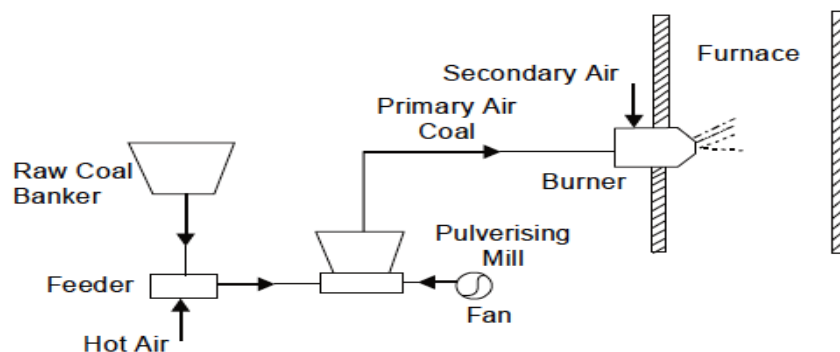 Secondary Air
Furnace
Primary Air
Coal
Raw Coal
Banker
Burner
Pulverising
Mill
Feeder
Fan
Hot Air